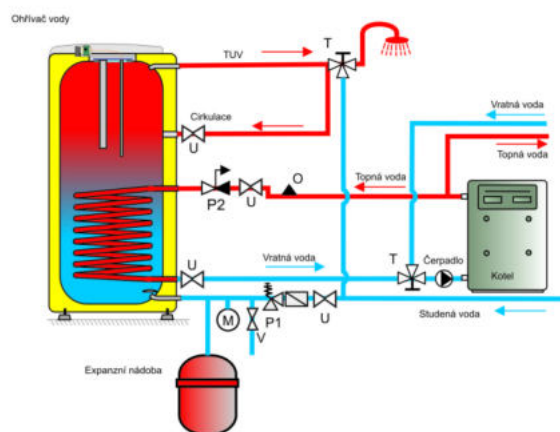 Ohřívač vody
TUV
T
Cirkulace
U
Vratná voda
Topná voda
Topná voda
O
P2
U
Vratná voda
U
T
Čerpadlo
Kotel
M
V
P1
U
Studená voda
Expanzní nádoba